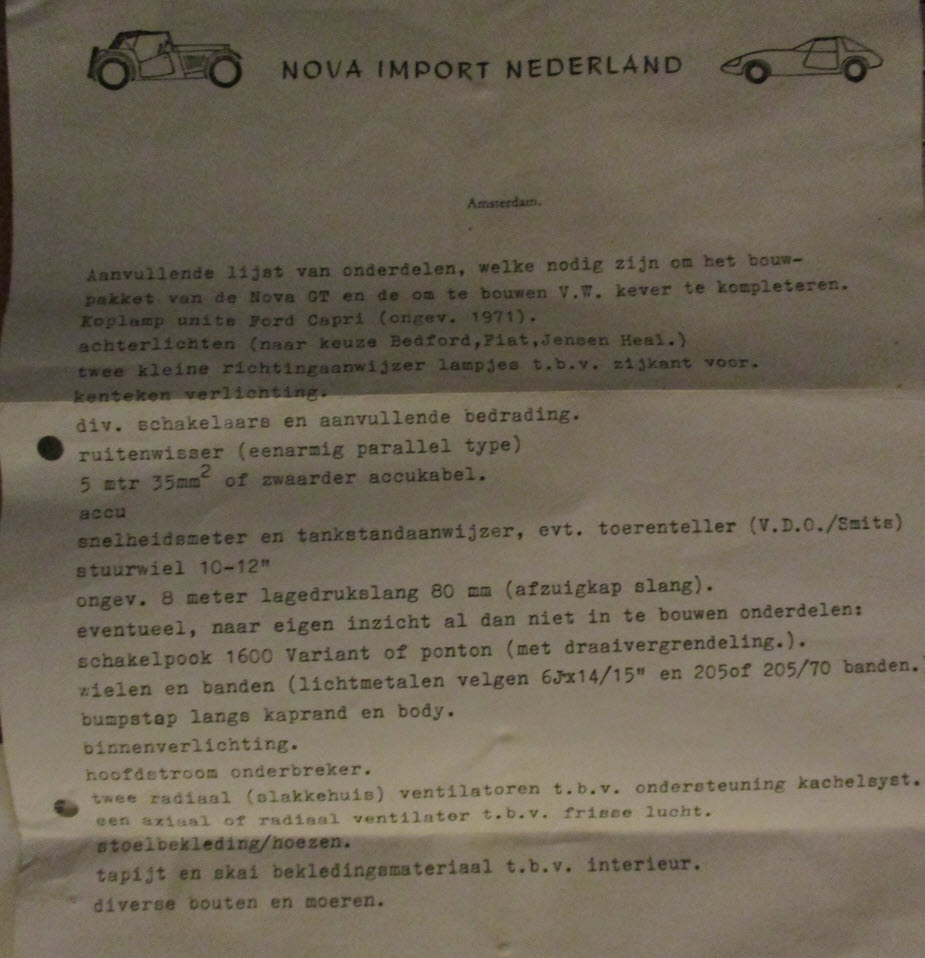 NOVA IMPORT NEDERLAND
Amsterdam.
Aanvullende lijst van onderdelen, welke nodig zijn om het bouw-
pakket van de Nova GT en de om te bouwen V.W. kever te kompleteren.
Koplamp units Ford Capri (ongev. 1971).
achterlichten (naar keuze Bedford,Fiat,Jensen Heal.)
twee kleine richtingaanwijzer lampjes t.b.v. zijkant voor.
kenteken verlichting.
div. schakelaars en aanvullende bedrading.
ruitenwisser (eenarmig parallel type)
5 mtr 35mm² of zwaarder accukabel.
accu
snelheidsmeter en tankstandaanwijzer, evt. toerenteller (V.D.O./Smits)
stuurwiel 10-12"
ongev. 8 meter lagedrukslang 80 mm (afzuigkap slang).
eventueel, naar eigen inzicht al dan niet in te bouwen onderdelen:
schakelpook 1600 Variant of ponton (met draaivergrendeling.).
wielen en banden (lichtmetalen velgen 6Jx14/15" en 205of 205/70 banden.
bumpstop langs kaprand en body.
binnenverlichting.
hoofdstroom onderbreker.
twee radiaal (slakkehuis) ventilatoren t.b.v. ondersteuning kachelsyst.
een axiaal of radiaal ventilator t.b.v. frisse lucht.
stoelbekleding/hoezen.
tapijt en skai bekledingsmateriaal t.b.v. interieur.
diverse bouten en moeren.